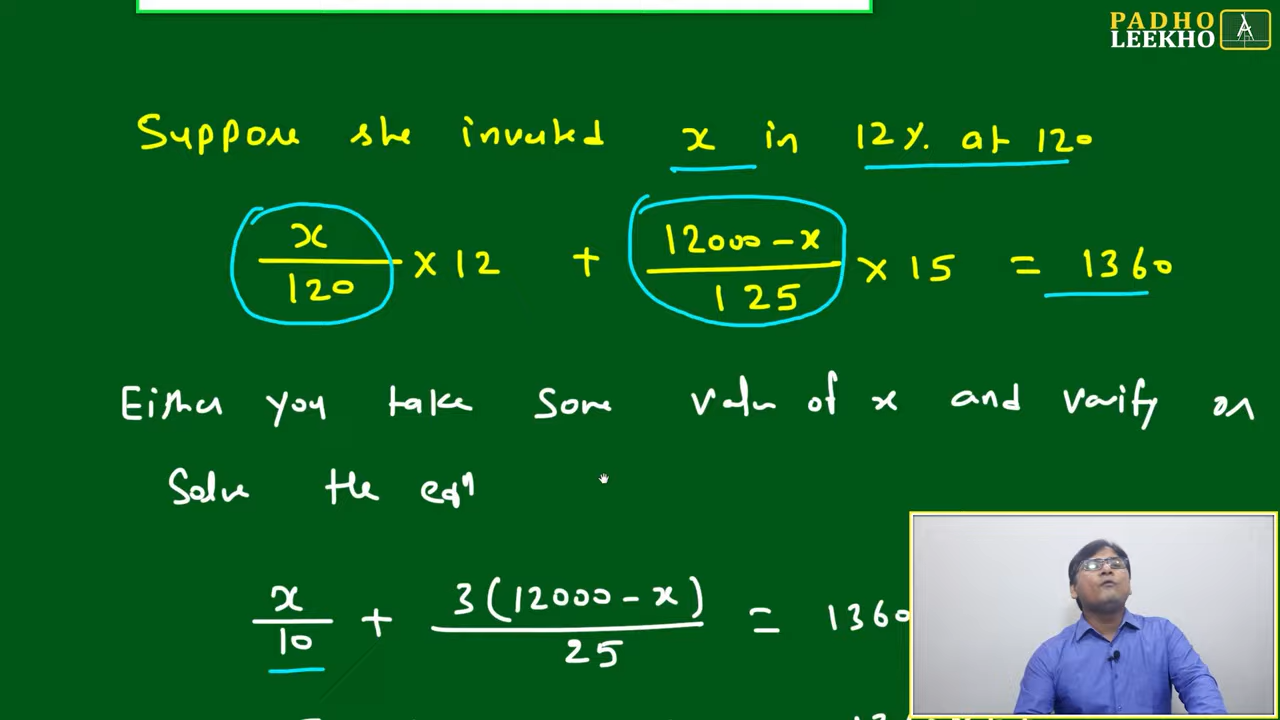 PADHO
LEEKHO
Suppose she invested x in 12% at 120
x/120 × 12 + 12000 - x/125 × 15 = 1360
Either you take some value of x and varify or
Solve the eqn
x/10 + 3(12000 - x)/25 = 1360